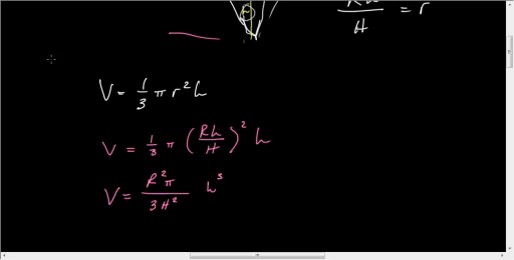 Rh/H = r
V = 1/3 π r² h
V = 1/3 π (Rh/H)² h
V = R²π/3H² h³